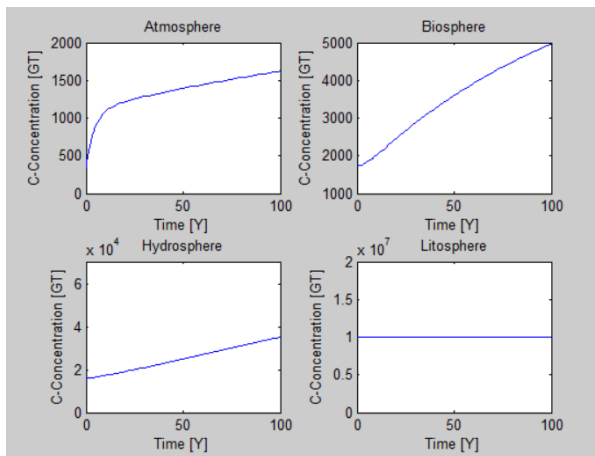 Atmosphere
2000
1500
1000
500
0
C-Concentration [GT]
0 50 100
Time [Y]
Biosphere
5000
4000
3000
2000
1000
C-Concentration [GT]
0 50 100
Time [Y]
Hydrosphere
x 10^4
6
4
2
0
C-Concentration [GT]
0 50 100
Time [Y]
Litosphere
x 10^7
2
1.5
1
0.5
0
C-Concentration [GT]
0 50 100
Time [Y]